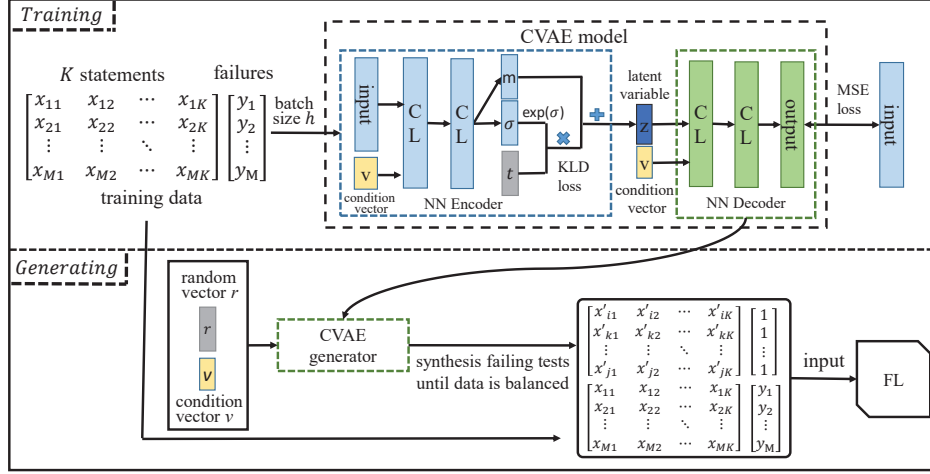 Training
CVAE model
K statements failures
x11 x12 ⋯ x1K y1
x21 x22 ⋯ x2K y2
⋮ ⋮ ⋱ ⋮ ⋮
xM1 xM2 ⋯ xMK yM
training data
batch
size h
input
v
condition
vector
CL
CL
m
σ
t
exp(σ)
KLD
loss
NN Encoder
latent
variable
z
v
condition
vector
CL
CL
output
NN Decoder
MSE
loss
input
Generating
random
vector r
r
v
condition
vector v
CVAE
generator
synthesis failing tests
until data is balanced
x'i1 x'i2 ⋯ x'iK 1
x'k1 x'k2 ⋯ x'kK 1
⋮ ⋮ ⋱ ⋮ ⋮
x'j1 x'j2 ⋯ x'jK 1
x11 x12 ⋯ x1K y1
x21 x22 ⋯ x2K y2
⋮ ⋮ ⋱ ⋮ ⋮
xM1 xM2 ⋯ xMK yM
input
FL